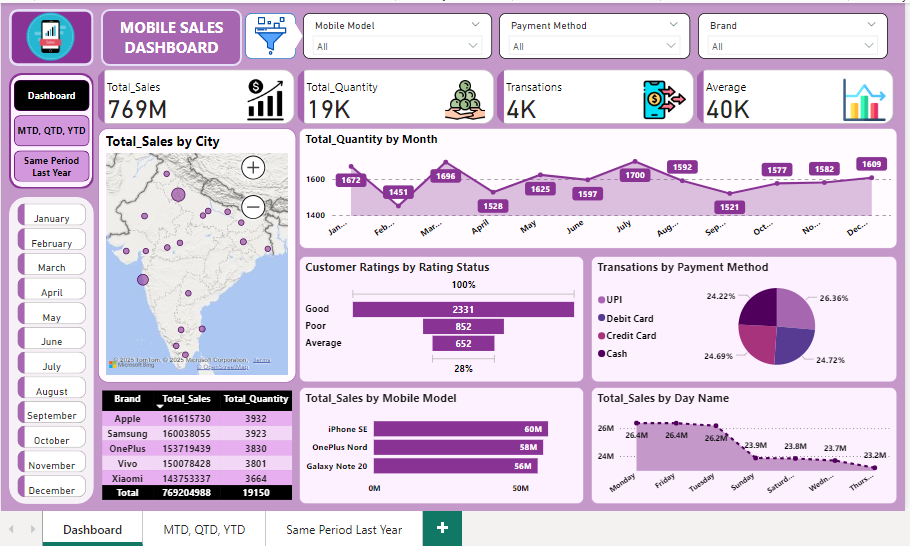 MOBILE SALES
DASHBOARD
Mobile Model
All
Payment Method
All
Brand
All
Dashboard
MTD, QTD, YTD
Same Period
Last Year
January
February
March
April
May
June
July
August
September
October
November
December
Total_Sales
769M
Total_Quantity
19K
Transations
4K
Average
40K
Total_Sales by City
+
−
© 2025 TomTom, © 2025 Microsoft Corporation, Terms
© OpenStreetMap
Microsoft Bing
Total_Quantity by Month
1600
1400
1672
1451
1696
1528
1625
1597
1700
1592
1521
1577
1582
1609
Jan...
Feb...
Mar...
April
May
June
July
Aug...
Sep...
Oct...
No...
Dec...
Customer Ratings by Rating Status
100%
Good 2331
Poor 852
Average 652
28%
Transations by Payment Method
UPI
Debit Card
Credit Card
Cash
24.22%
26.36%
24.69%
24.72%
Brand Total_Sales Total_Quantity
Apple 161615730 3932
Samsung 160038055 3923
OnePlus 153719439 3830
Vivo 150078428 3801
Xiaomi 143753337 3664
Total 769204988 19150
Total_Sales by Mobile Model
iPhone SE 60M
OnePlus Nord 58M
Galaxy Note 20 56M
0M 50M
Total_Sales by Day Name
26M
24M
26.4M
26.4M
26.2M
23.9M
23.8M
23.7M
23.2M
Monday
Friday
Tuesday
Sunday
Saturd...
Wedn...
Thurs...
Dashboard
MTD, QTD, YTD
Same Period Last Year
+